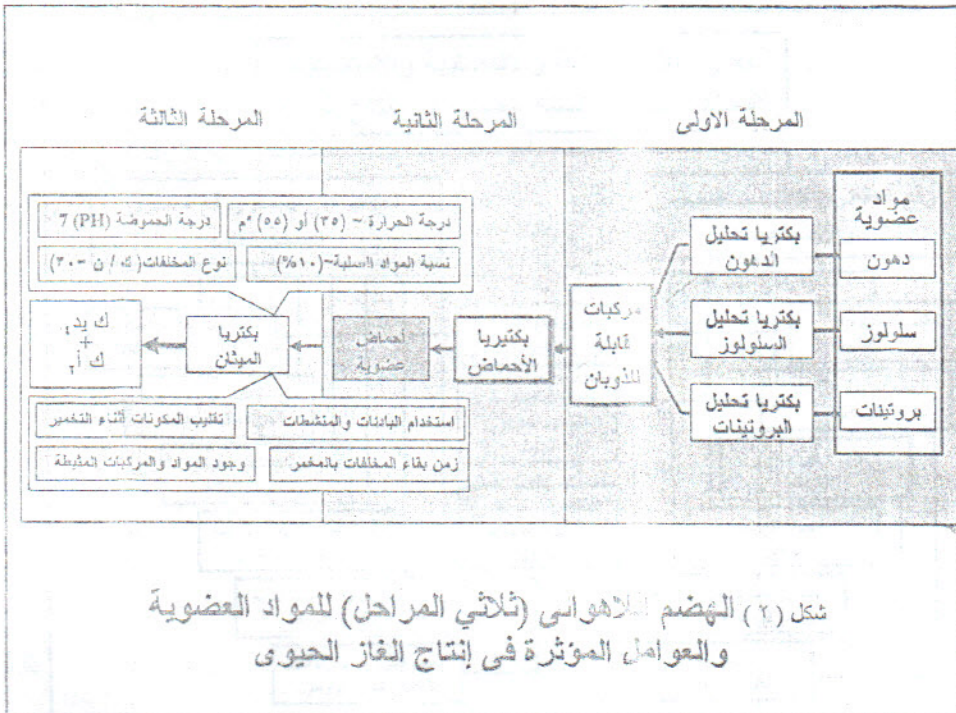 المرحلة الاولى
المرحلة الثانية
المرحلة الثالثة
مواد
عضوية
دهون
سلولوز
بروتينات
بكتريا تحليل
الدهون
بكتريا تحليل
السلولوز
بكتريا تحليل
البروتينات
مركبات
قابلة
للذوبان
بكتيريا
الأحماض
أحماض
عضوية
درجة الحرارة ~ (٣٥) أو (٥٥) °م
درجة الحموضة (PH) 7
نسبة المواد الصلبة~(١٠%)
نوع المخلفات( ك / ن ~٣٠)
بكتريا
الميثان
ك يد٤
+
ك أ٢
استخدام البادئات والمنشطات
تقليب المكونات أثناء التخمير
زمن بقاء المخلفات بالمخمر
وجود المواد والمركبات المثبطة
شكل (٢) الهضم اللاهوائى (ثلاثي المراحل) للمواد العضوية
والعوامل المؤثرة فى إنتاج الغاز الحيوى